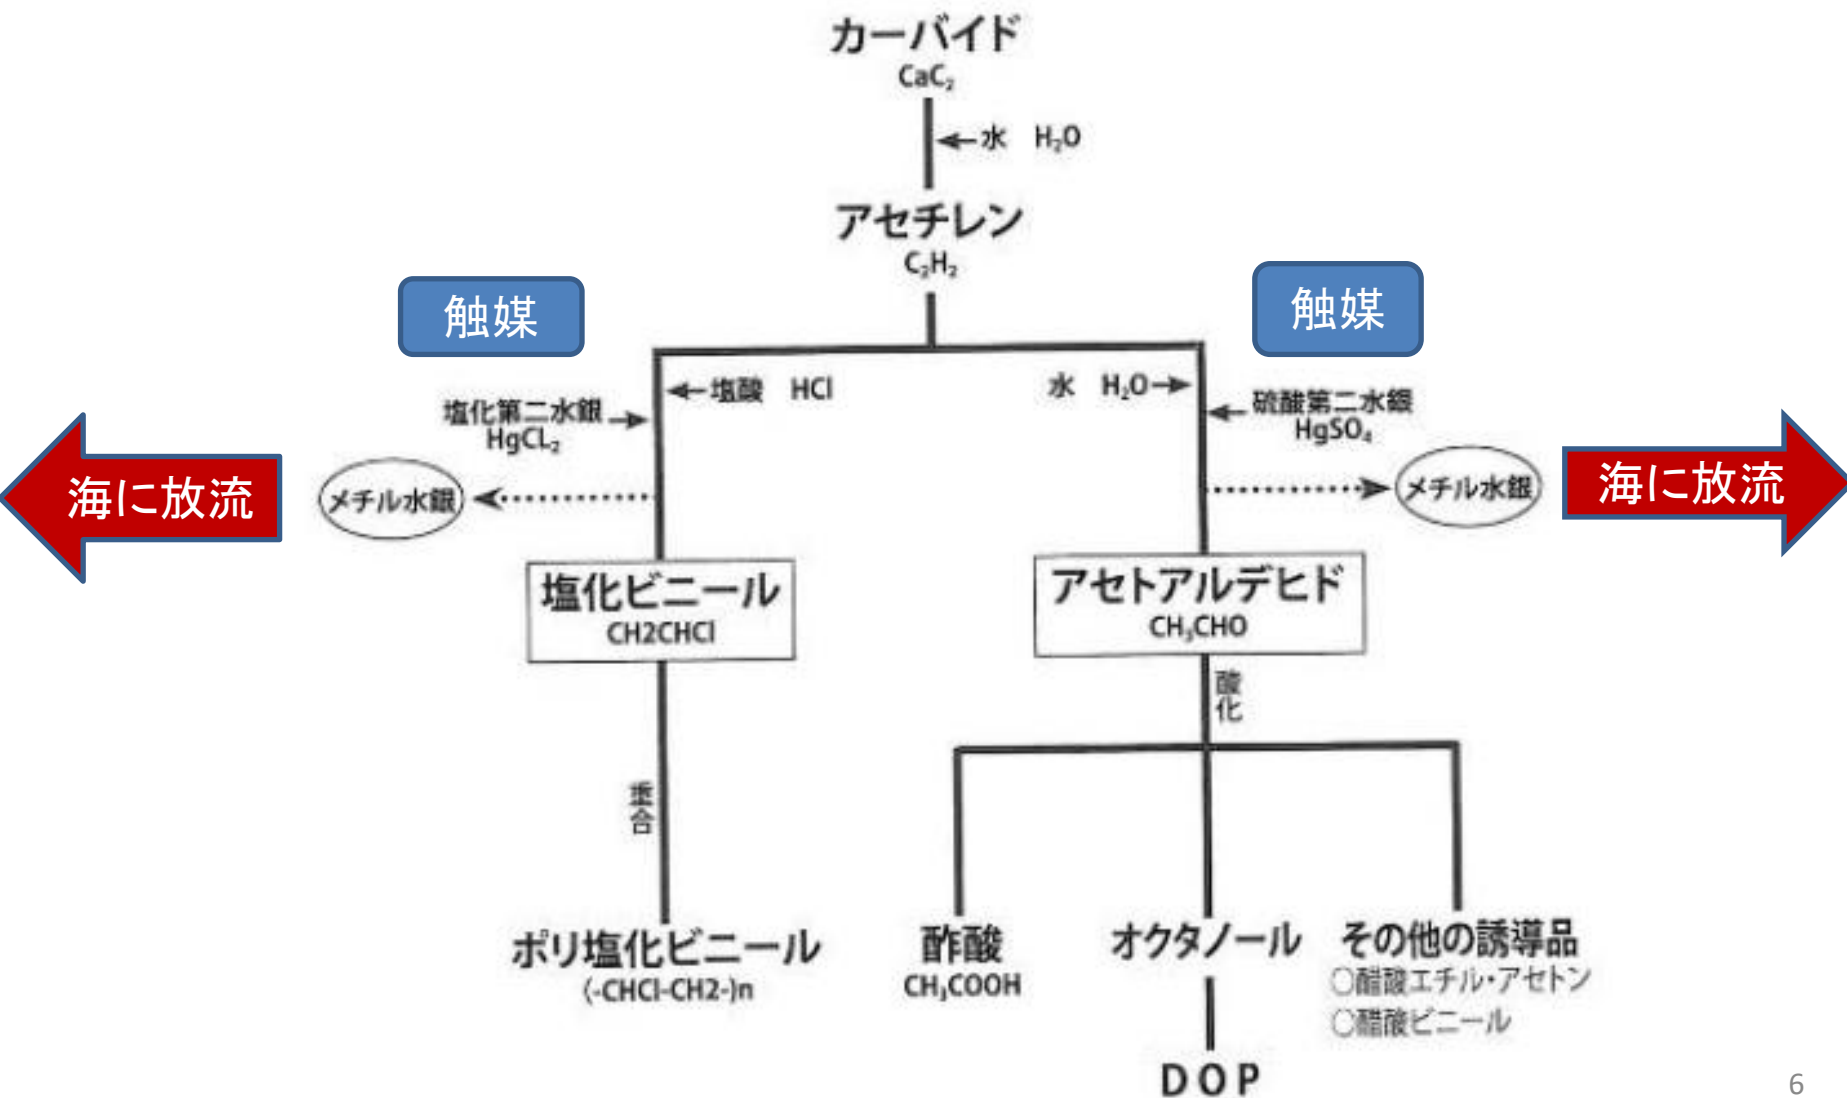 カーバイド
CaC₂
水 H₂O
アセチレン
C₂H₂
触媒
触媒
塩酸 HCl
水 H₂O
塩化第二水銀
HgCL₂
硫酸第二水銀
HgSO₄
海に放流
メチル水銀
メチル水銀
海に放流
塩化ビニール
CH2CHCl
アセトアルデヒド
CH₃CHO
酸化
重合
ポリ塩化ビニール
(-CHCl-CH2-)n
酢酸
CH₃COOH
オクタノール
その他の誘導品
○醋酸エチル・アセトン
○醋酸ビニール
DOP
6